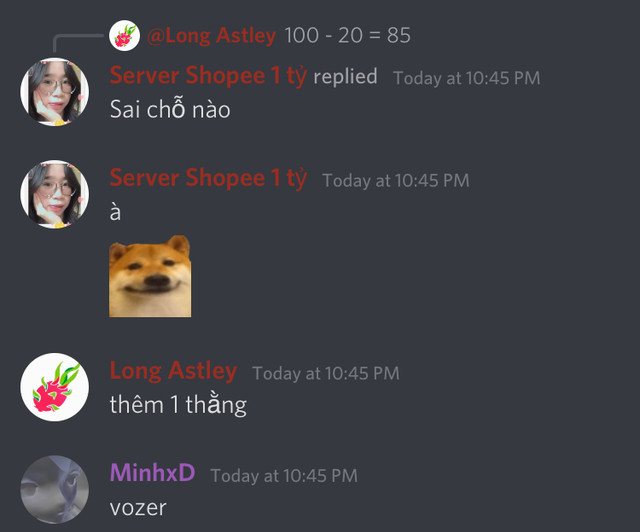 @Long Astley 100 - 20 = 85
Server Shopee 1 tỷ replied Today at 10:45 PM
Sai chỗ nào
Server Shopee 1 tỷ Today at 10:45 PM
à
Long Astley Today at 10:45 PM
thêm 1 thằng
MinhxD Today at 10:45 PM
vozer